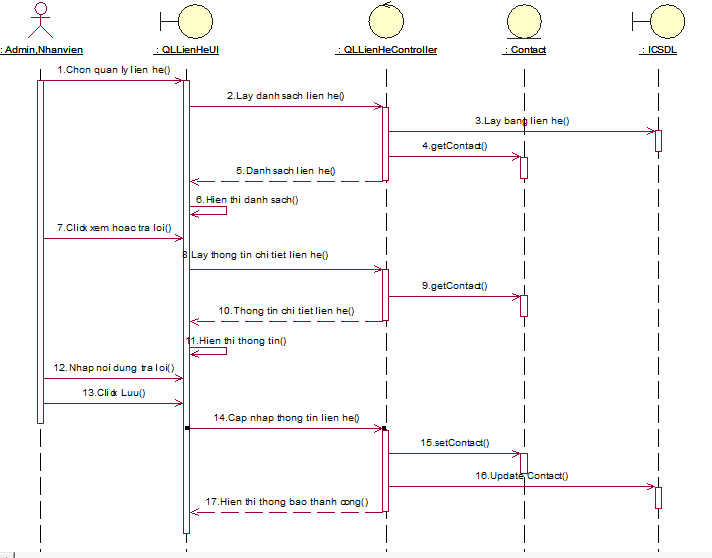 : Admin,Nhanvien
: QLLienHeUI
: QLLienHeController
: Contact
: ICSDL
1.Chon quan ly lien he()
2.Lay danh sach lien he()
3.Lay bang lien he()
4.getContact()
5.Danh sach lien he()
6.Hien thi danh sach()
7.Click xem hoac tra loi()
8.Lay thong tin chi tiet lien he()
9.getContact()
10.Thong tin chi tiet lien he()
11.Hien thi thong tin()
12.Nhap noi dung tra loi()
13.Click Luu()
14.Cap nhap thong tin lien he()
15.setContact()
16.Update Contact()
17.Hien thi thong bao thanh cong()